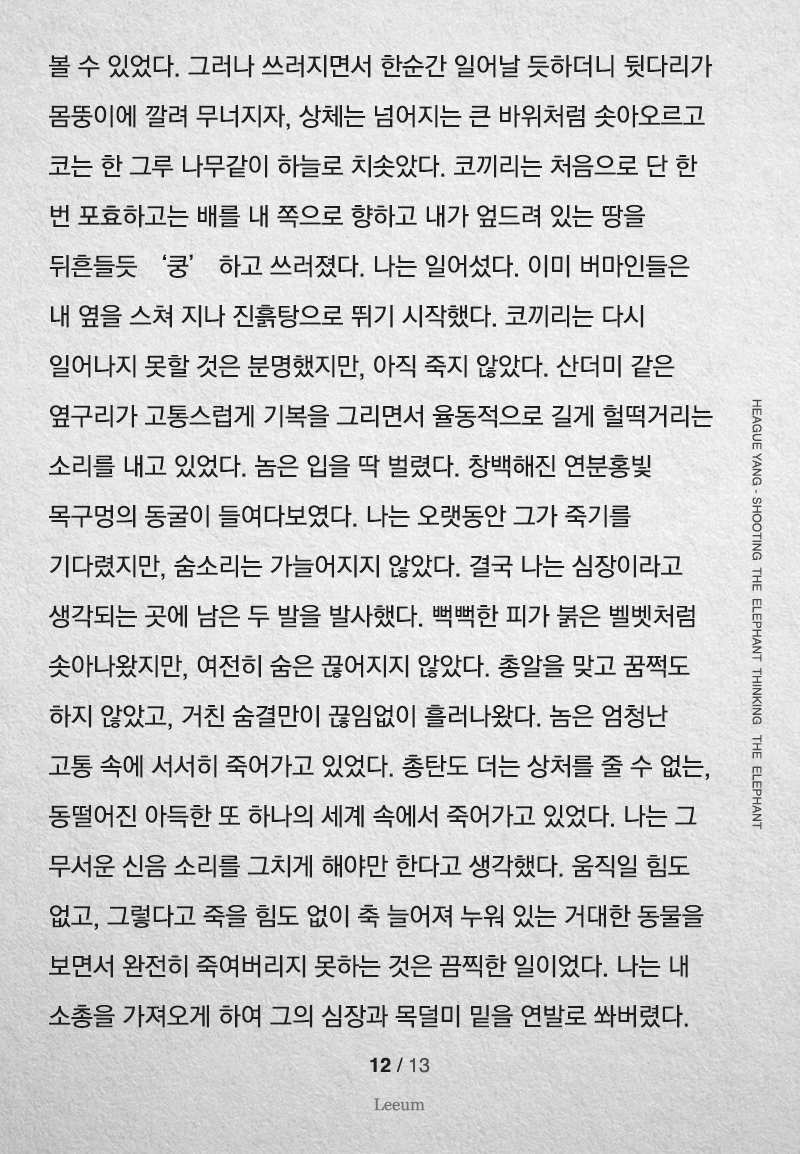 볼 수 있었다. 그러나 쓰러지면서 한순간 일어날 듯하더니 뒷다리가
몸뚱이에 깔려 무너지자, 상체는 넘어지는 큰 바위처럼 솟아오르고
코는 한 그루 나무같이 하늘로 치솟았다. 코끼리는 처음으로 단 한
번 포효하고는 배를 내 쪽으로 향하고 내가 엎드려 있는 땅을
뒤흔들듯 ‘쿵’ 하고 쓰러졌다. 나는 일어섰다. 이미 버마인들은
내 옆을 스쳐 지나 진흙탕으로 뛰기 시작했다. 코끼리는 다시
일어나지 못할 것은 분명했지만, 아직 죽지 않았다. 산더미 같은
옆구리가 고통스럽게 기복을 그리면서 율동적으로 길게 헐떡거리는
소리를 내고 있었다. 놈은 입을 딱 벌렸다. 창백해진 연분홍빛
목구멍의 동굴이 들여다보였다. 나는 오랫동안 그가 죽기를
기다렸지만, 숨소리는 가늘어지지 않았다. 결국 나는 심장이라고
생각되는 곳에 남은 두 발을 발사했다. 뻑뻑한 피가 붉은 벨벳처럼
솟아나왔지만, 여전히 숨은 끊어지지 않았다. 총알을 맞고 꿈쩍도
하지 않았고, 거친 숨결만이 끊임없이 흘러나왔다. 놈은 엄청난
고통 속에 서서히 죽어가고 있었다. 총탄도 더는 상처를 줄 수 없는,
동떨어진 아득한 또 하나의 세계 속에서 죽어가고 있었다. 나는 그
무서운 신음 소리를 그치게 해야만 한다고 생각했다. 움직일 힘도
없고, 그렇다고 죽을 힘도 없이 축 늘어져 누워 있는 거대한 동물을
보면서 완전히 죽여버리지 못하는 것은 끔찍한 일이었다. 나는 내
소총을 가져오게 하여 그의 심장과 목덜미 밑을 연발로 쏴버렸다.
HEAGUE YANG - SHOOTING THE ELEPHANT THINKING THE ELEPHANT
12 / 13
Leeum